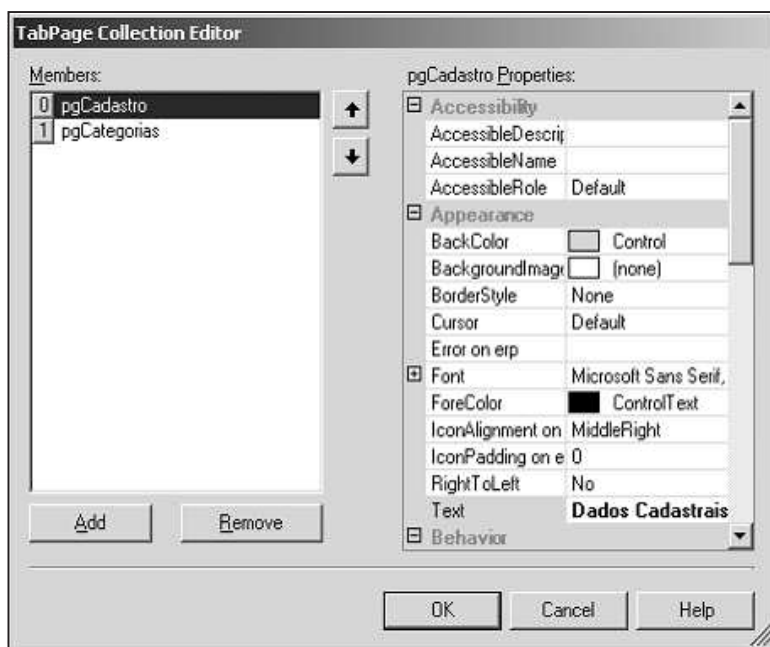 TabPage Collection Editor
Members:
0 pgCadastro
1 pgCategorias
Add
Remove
pgCadastro Properties:
Accessibility
AccessibleDescrip
AccessibleName
AccessibleRole Default
Appearance
BackColor Control
BackgroundImage (none)
BorderStyle None
Cursor Default
Error on erp
Font Microsoft Sans Serif,
ForeColor ControlText
IconAlignment on MiddleRight
IconPadding on e 0
RightToLeft No
Text Dados Cadastrais
Behavior
OK
Cancel
Help